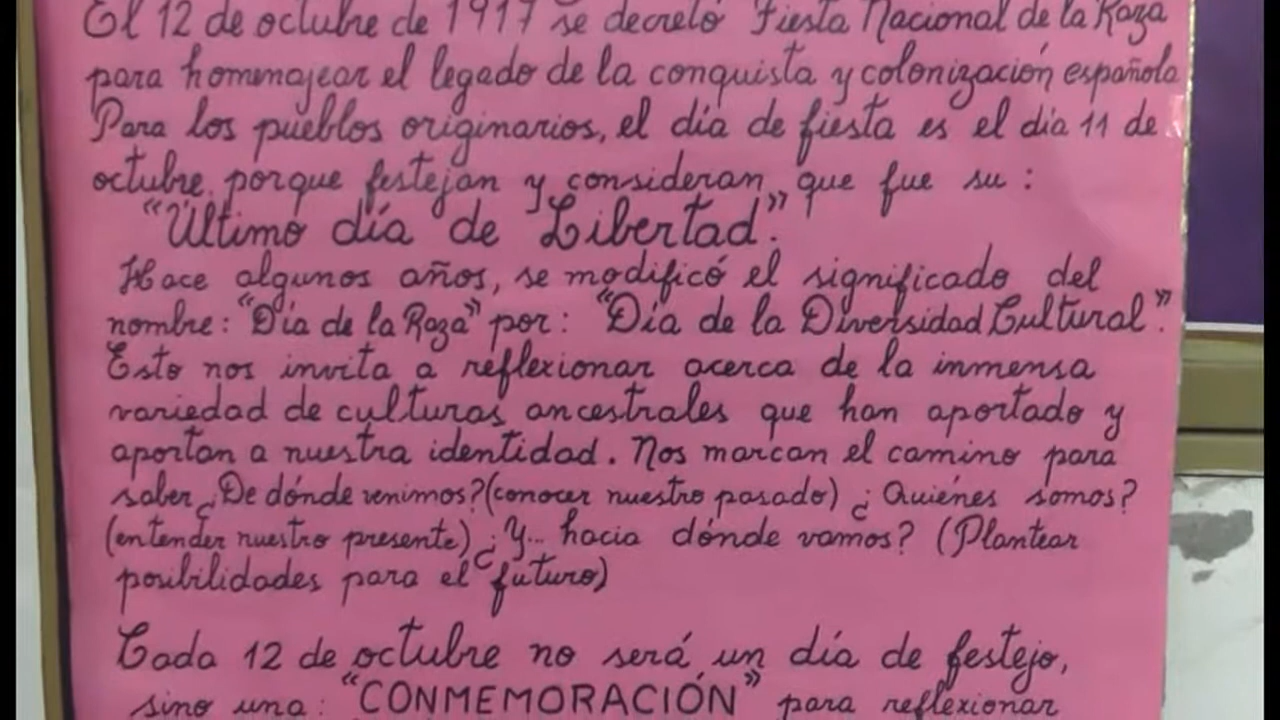 El 12 de octubre de 1917 se decretó Fiesta Nacional de la Raza
para homenajear el legado de la conquista y colonización española
Para los pueblos originarios, el día de fiesta es el día 11 de
octubre, porque festejan y consideran que fue su :
"Último día de Libertad".
Hace algunos años, se modificó el significado del
nombre: "Día de la Raza" por: "Día de la Diversidad Cultural".
Esto nos invita a reflexionar acerca de la inmensa
variedad de culturas ancestrales que han aportado y
aportan a nuestra identidad. Nos marcan el camino para
saber ¿De dónde venimos? (conocer nuestro pasado) ¿Quiénes somos?
(entender nuestro presente) ¿Y... hacia dónde vamos? (Plantear
posibilidades para el futuro)
Cada 12 de octubre no será un día de festejo,
sino una: "CONMEMORACIÓN" para reflexionar